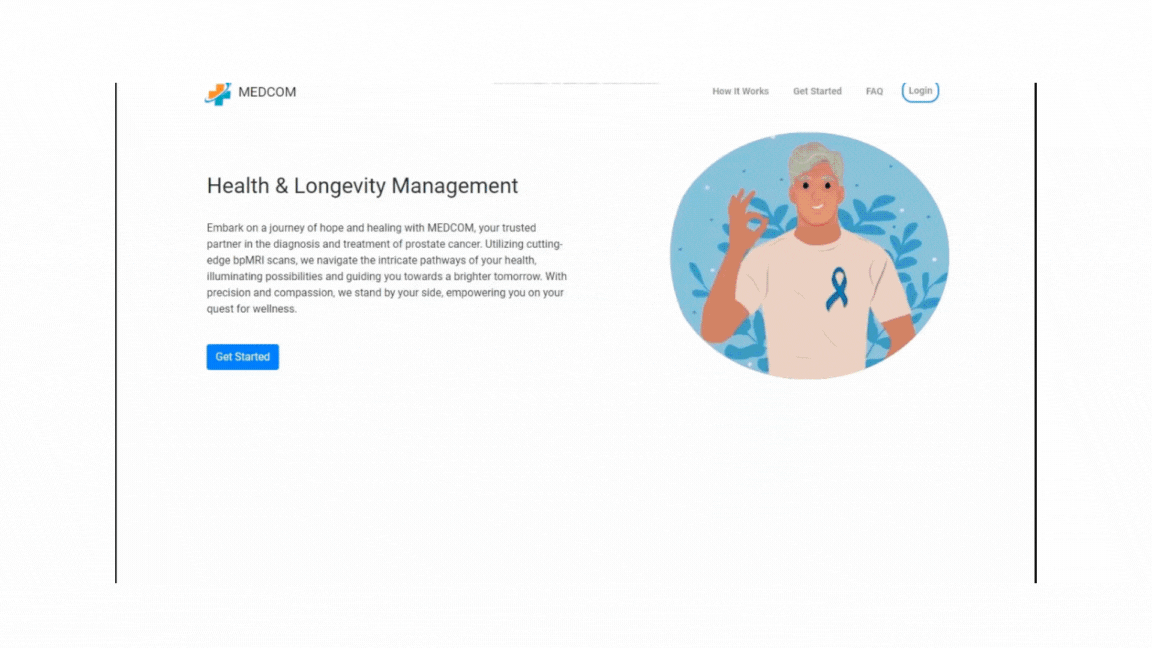 MEDCOM
How It Works
Get Started
FAQ
Login
Health & Longevity Management
Embark on a journey of hope and healing with MEDCOM, your trusted
partner in the diagnosis and treatment of prostate cancer. Utilizing cutting-
edge bpMRI scans, we navigate the intricate pathways of your health,
illuminating possibilities and guiding you towards a brighter tomorrow. With
precision and compassion, we stand by your side, empowering you on your
quest for wellness.
Get Started